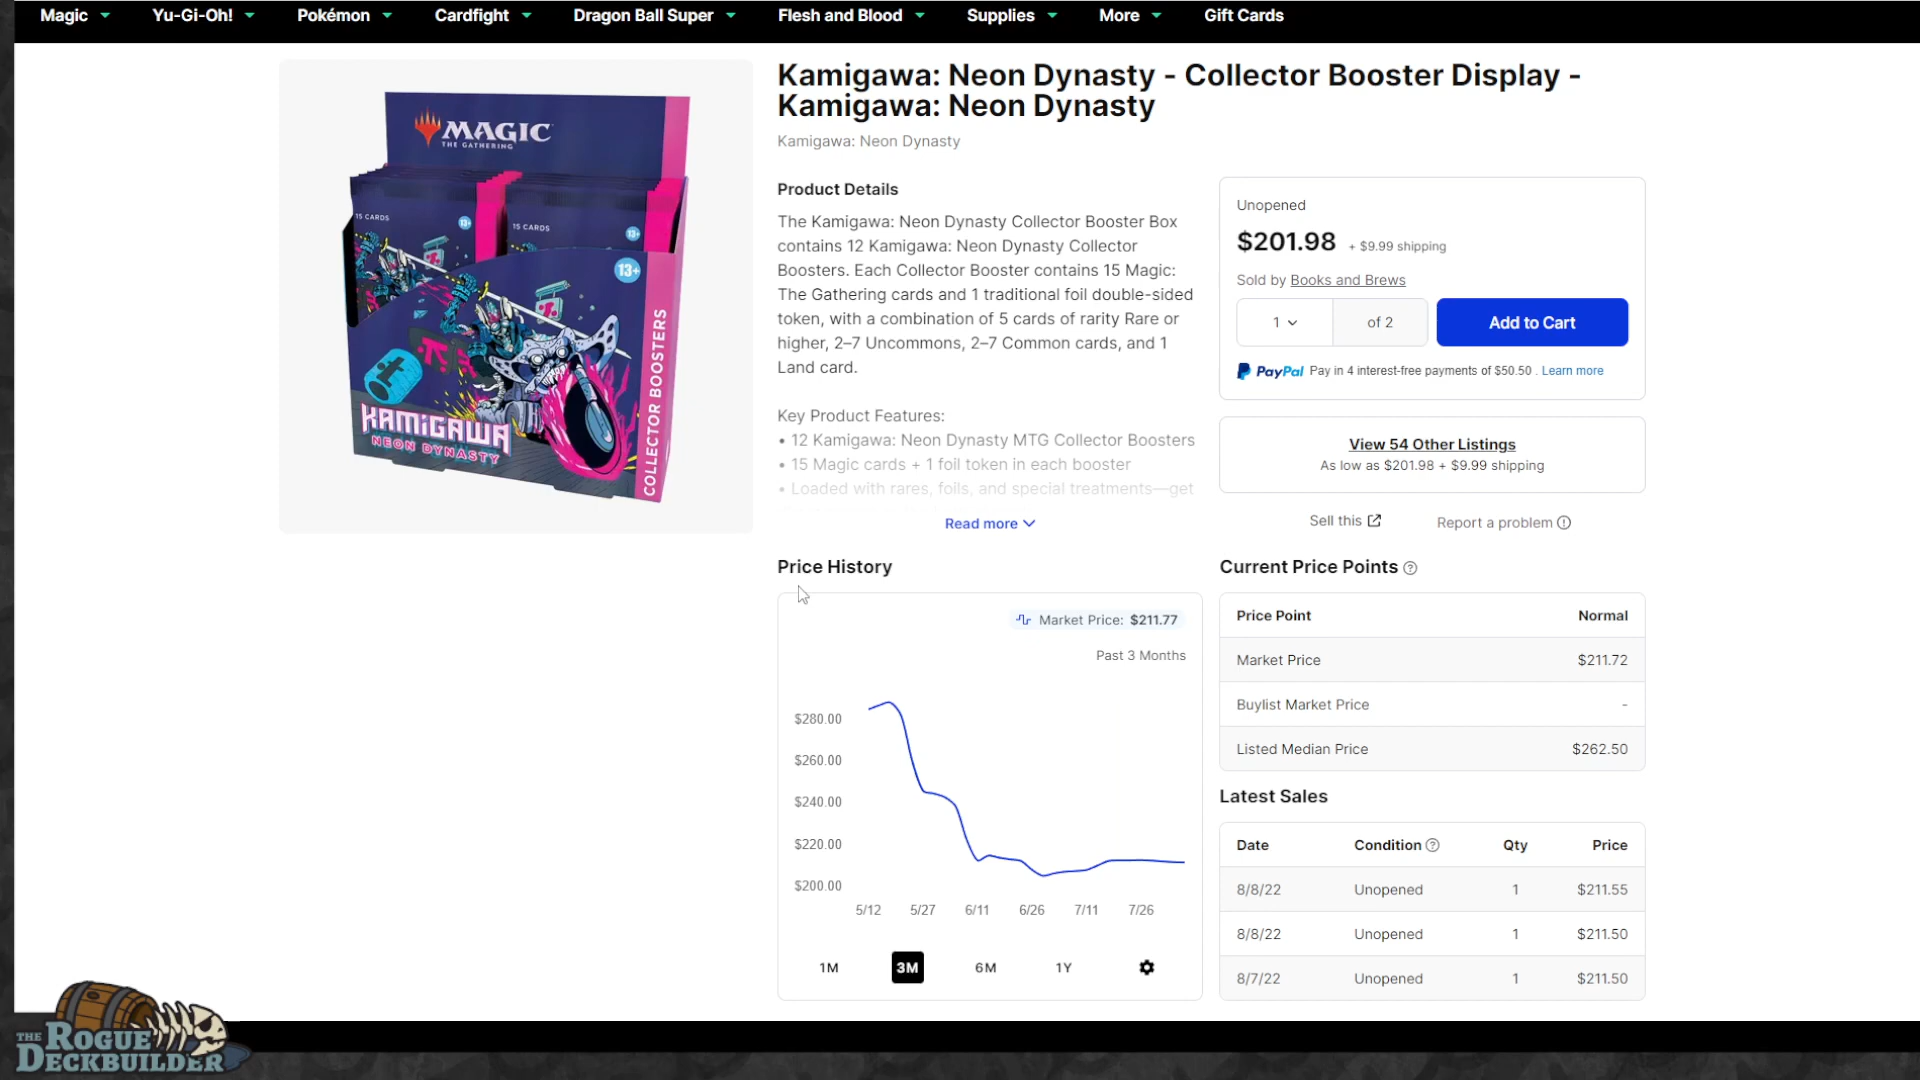 Magic
Yu-Gi-Oh!
Pokémon
Cardfight
Dragon Ball Super
Flesh and Blood
Supplies
More
Gift Cards
MAGIC
THE GATHERING
15 CARDS
13+
15 CARDS
13+
13+
KAMIGAWA
NEON DYNASTY
COLLECTOR BOOSTERS
Kamigawa: Neon Dynasty - Collector Booster Display -
Kamigawa: Neon Dynasty
Kamigawa: Neon Dynasty
Product Details
The Kamigawa: Neon Dynasty Collector Booster Box
contains 12 Kamigawa: Neon Dynasty Collector
Boosters. Each Collector Booster contains 15 Magic:
The Gathering cards and 1 traditional foil double-sided
token, with a combination of 5 cards of rarity Rare or
higher, 2–7 Uncommons, 2–7 Common cards, and 1
Land card.
Key Product Features:
• 12 Kamigawa: Neon Dynasty MTG Collector Boosters
• 15 Magic cards + 1 foil token in each booster
• Loaded with rares, foils, and special treatments—get
Read more
Unopened
$201.98 + $9.99 shipping
Sold by Books and Brews
1 of 2 Add to Cart
PayPal Pay in 4 interest-free payments of $50.50 . Learn more
View 54 Other Listings
As low as $201.98 + $9.99 shipping
Sell this
Report a problem
Price History
Market Price: $211.77
Past 3 Months
$280.00
$260.00
$240.00
$220.00
$200.00
5/12 5/27 6/11 6/26 7/11 7/26
1M 3M 6M 1Y
Current Price Points
Price Point Normal
Market Price $211.72
Buylist Market Price -
Listed Median Price $262.50
Latest Sales
Date Condition Qty Price
8/8/22 Unopened 1 $211.55
8/8/22 Unopened 1 $211.50
8/7/22 Unopened 1 $211.50
THE ROGUE
DECKBUILDER